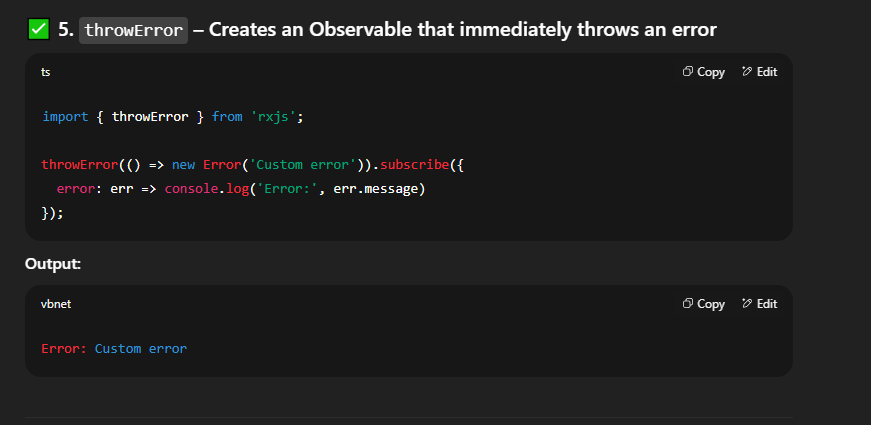 ✅ 5. throwError – Creates an Observable that immediately throws an error
ts
Copy
Edit
import { throwError } from 'rxjs';
throwError(() => new Error('Custom error')).subscribe({
  error: err => console.log('Error:', err.message)
});
Output:
vbnet
Copy
Edit
Error: Custom error